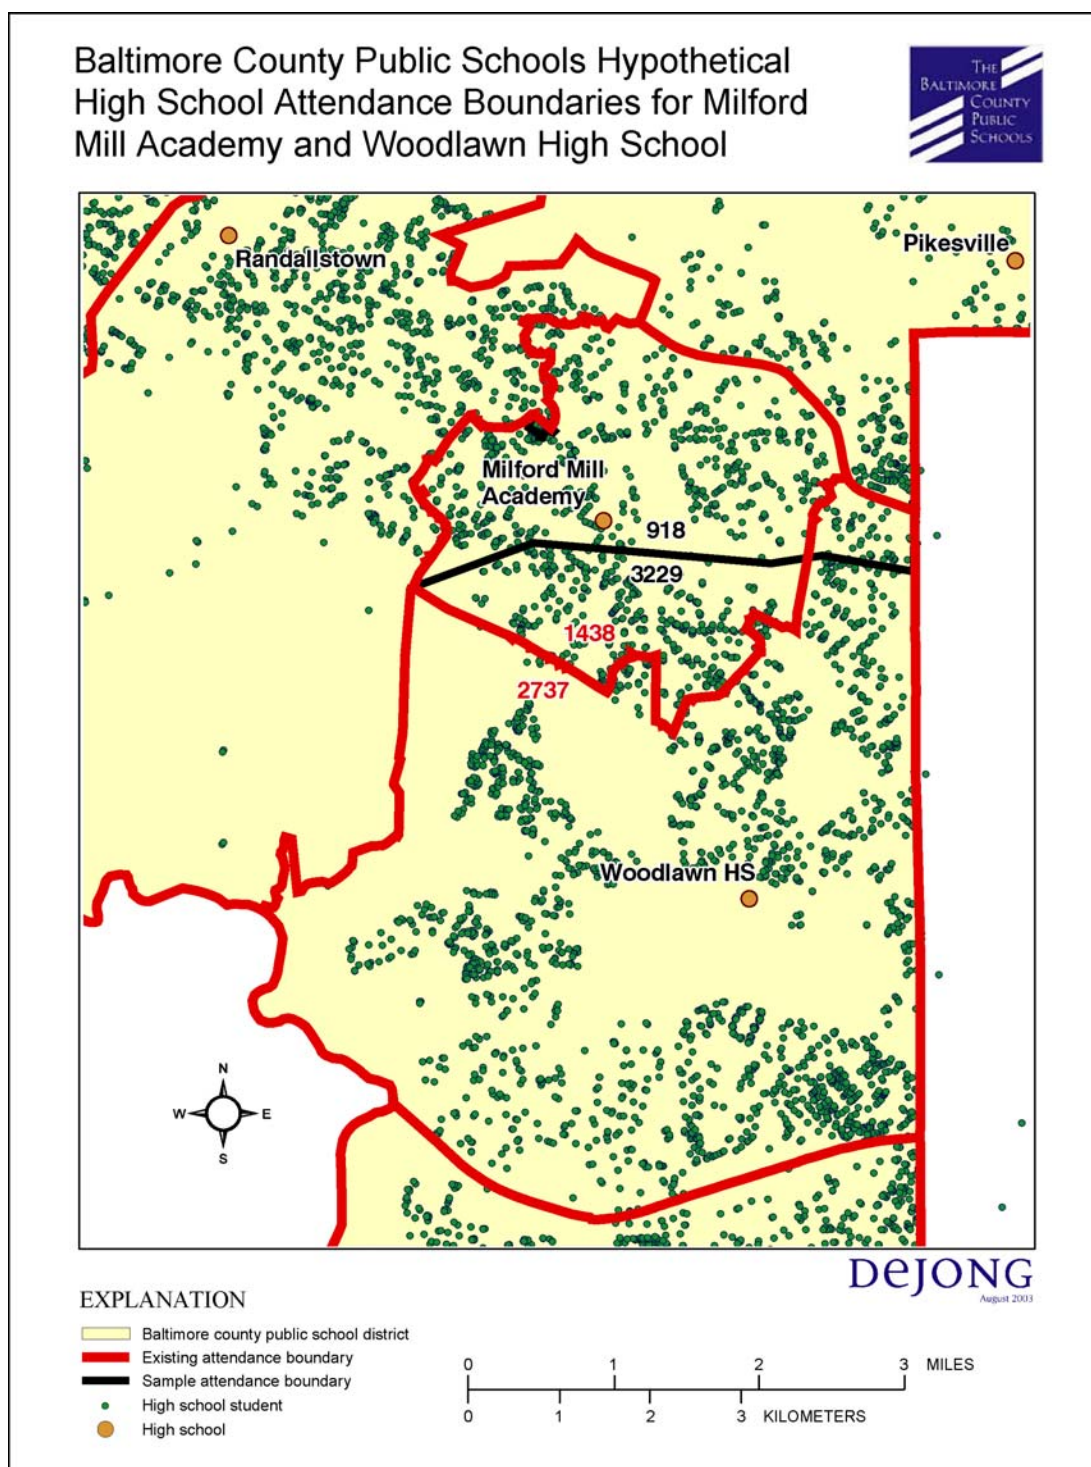 Baltimore County Public Schools Hypothetical
High School Attendance Boundaries for Milford
Mill Academy and Woodlawn High School
THE
BALTIMORE
COUNTY
PUBLIC
SCHOOLS
Pikesville
Randallstown
Milford Mill
Academy
918
3229
1438
2737
Woodlawn HS
N
W E
S
DeJONG
August 2003
EXPLANATION
Baltimore county public school district
Existing attendance boundary
Sample attendance boundary
High school student
High school
0 1 2 3 MILES
0 1 2 3 KILOMETERS